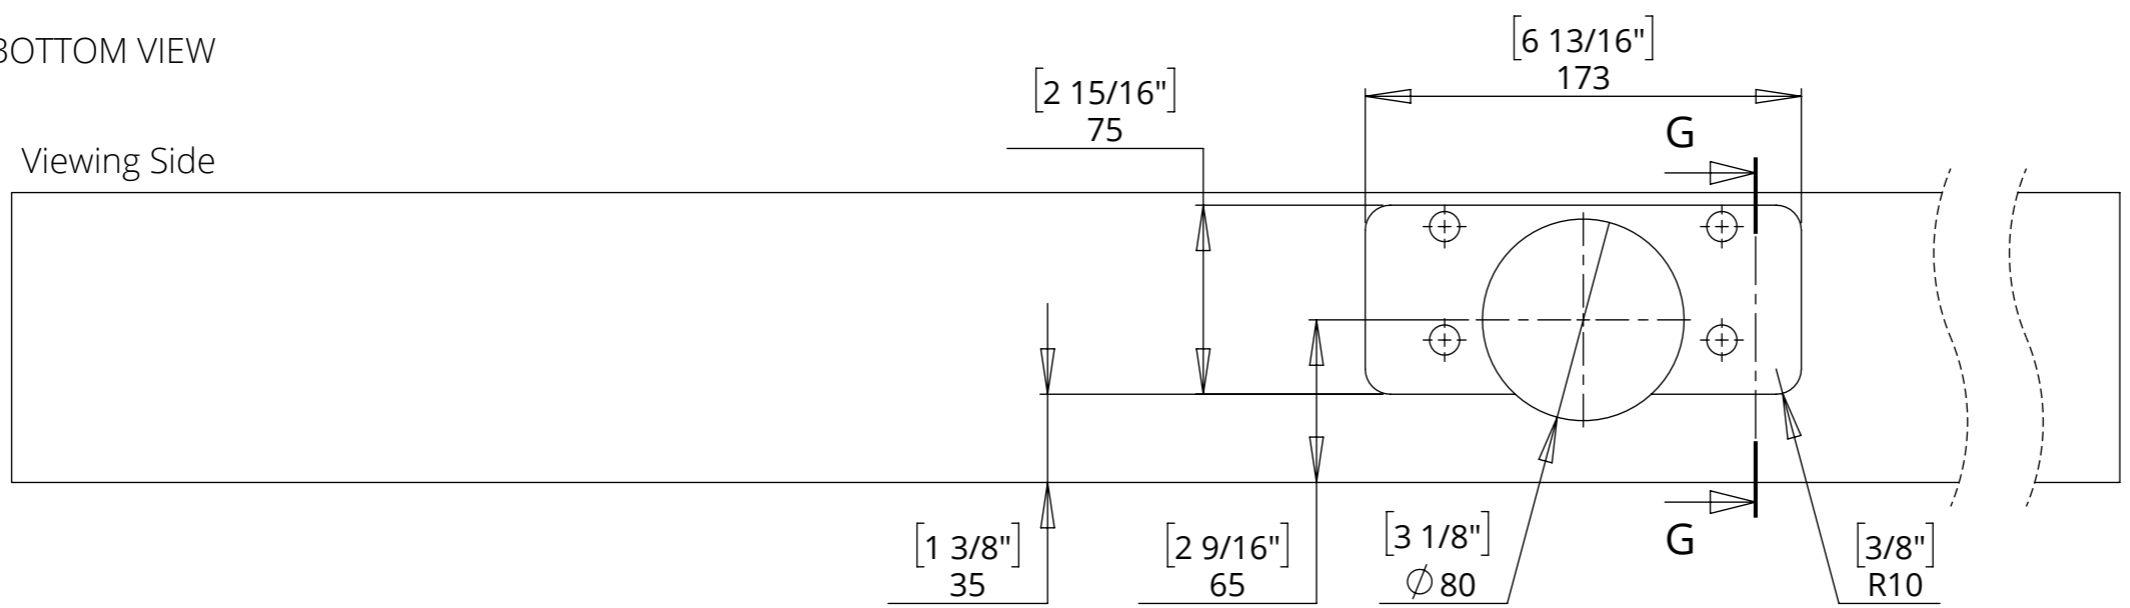 BOTTOM VIEW
Viewing Side
[2 15/16"]
75
[6 13/16"]
173
G
G
[1 3/8"]
35
[2 9/16"]
65
[3 1/8"]
∅ 80
[3/8"]
R10